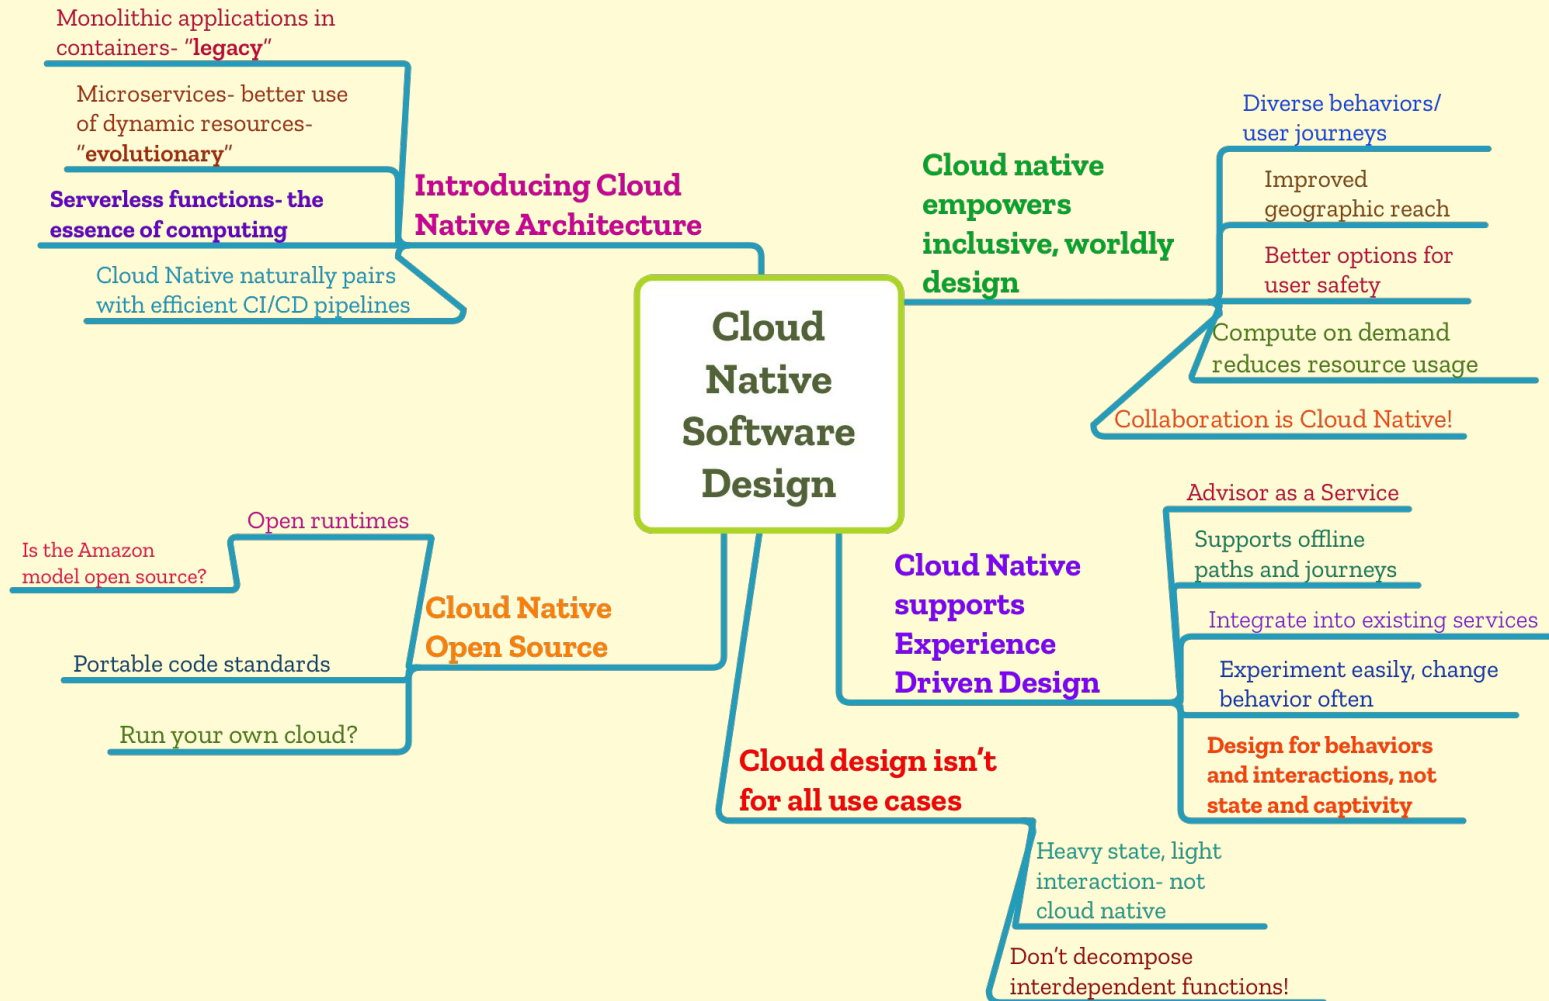 Cloud
Native
Software
Design
Introducing Cloud
Native Architecture
Monolithic applications in
containers- “legacy”
Microservices- better use
of dynamic resources-
“evolutionary”
Serverless functions- the
essence of computing
Cloud Native naturally pairs
with efficient CI/CD pipelines
Cloud native
empowers
inclusive, worldly
design
Diverse behaviors/
user journeys
Improved
geographic reach
Better options for
user safety
Compute on demand
reduces resource usage
Collaboration is Cloud Native!
Cloud Native
supports
Experience
Driven Design
Advisor as a Service
Supports offline
paths and journeys
Integrate into existing services
Experiment easily, change
behavior often
Design for behaviors
and interactions, not
state and captivity
Cloud design isn’t
for all use cases
Heavy state, light
interaction- not
cloud native
Don’t decompose
interdependent functions!
Cloud Native
Open Source
Open runtimes
Is the Amazon
model open source?
Portable code standards
Run your own cloud?